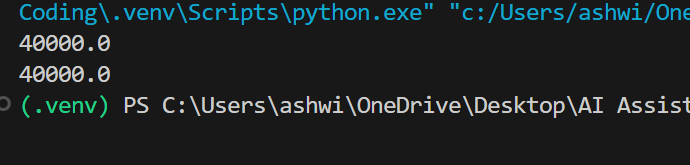 Coding\.venv\Scripts\python.exe" "c:/Users/ashwi/One
40000.0
40000.0
(.venv) PS C:\Users\ashwi\OneDrive\Desktop\AI Assist